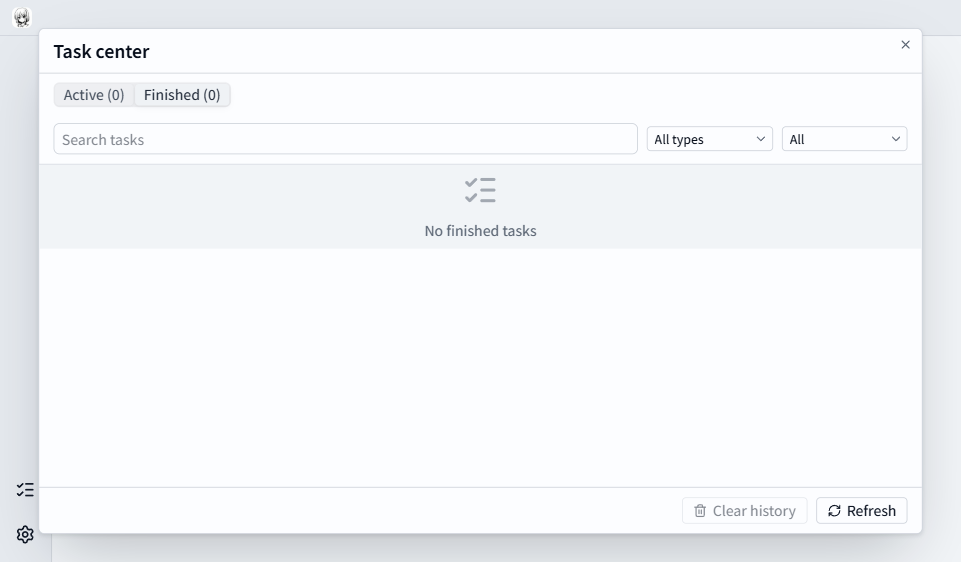 Task center
Active (0) Finished (0)
Search tasks All types All
No finished tasks
Clear history Refresh